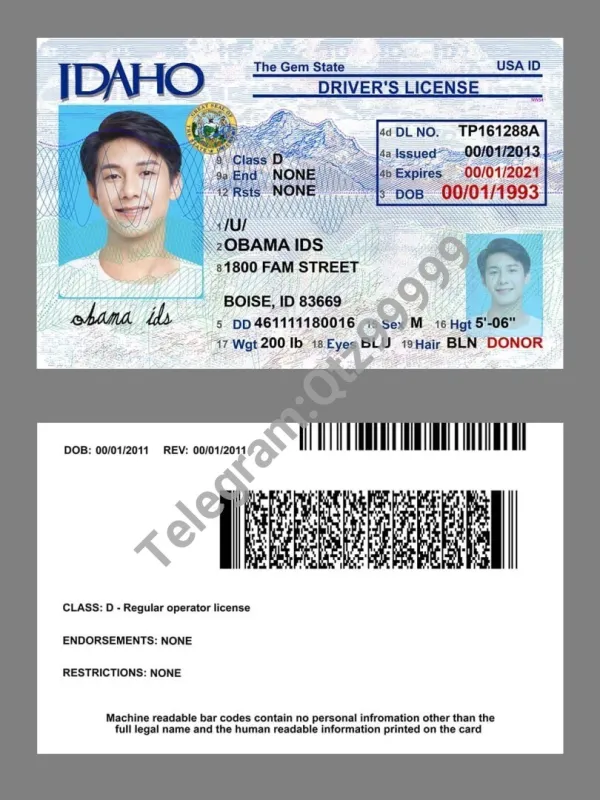 IDAHO
The Gem State USA ID
DRIVER'S LICENSE
4d DL NO. TP161288A
4a Issued 00/01/2013
4b Expires 00/01/2021
3 DOB 00/01/1993
9 Class D
9a End NONE
12 Rsts NONE
1 /U/
2 OBAMA IDS
8 1800 FAM STREET
BOISE, ID 83669
5 DD 461111180016 15 Sex M 16 Hgt 5'-06"
17 Wgt 200 lb 18 Eyes BLU 19 Hair BLN DONOR
obama ids
Telegram:Qtz99999
DOB: 00/01/2011 REV: 00/01/2011
CLASS: D - Regular operator license
ENDORSEMENTS: NONE
RESTRICTIONS: NONE
Machine readable bar codes contain no personal infromation other than the
full legal name and the human readable information printed on the card